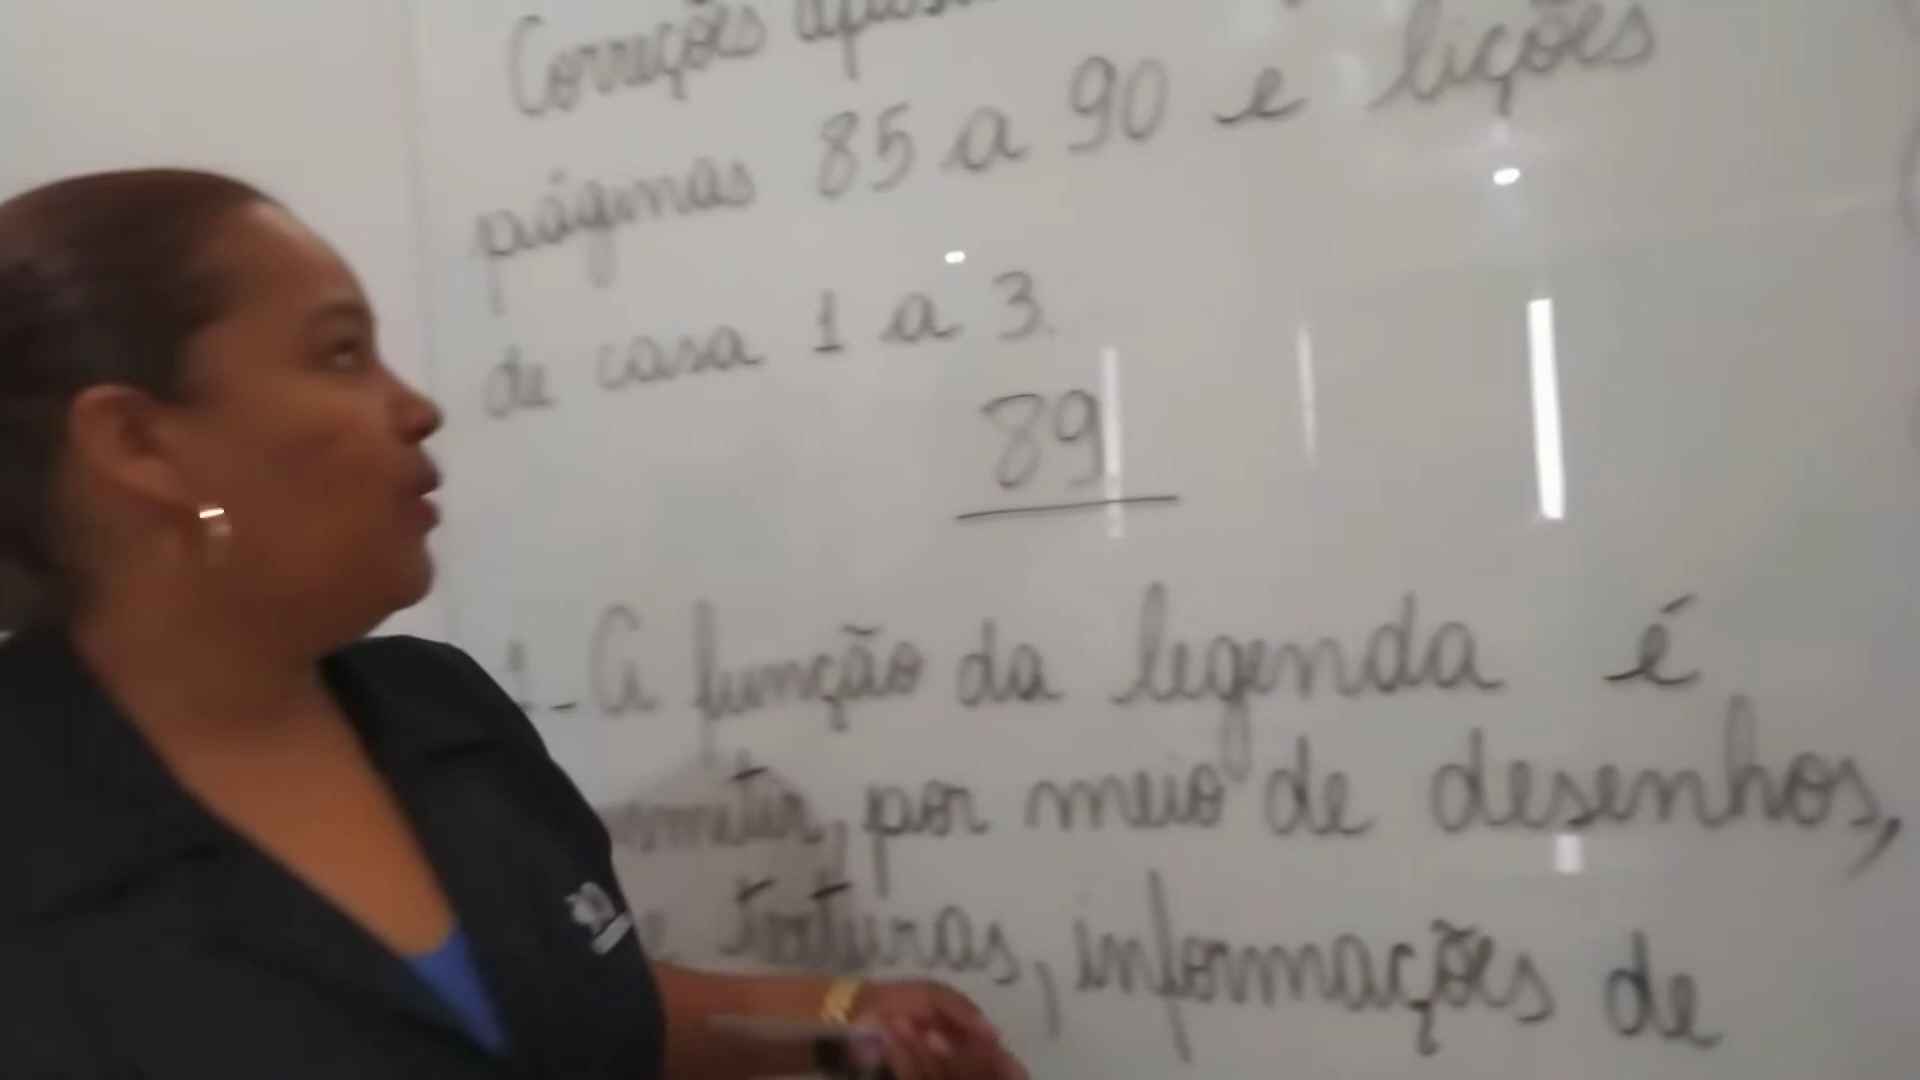 Correções
páginas 85 a 90 e lições
de casa 1 a 3.
89
1- A função da legenda é
por meio de desenhos,
e texturas, informações de